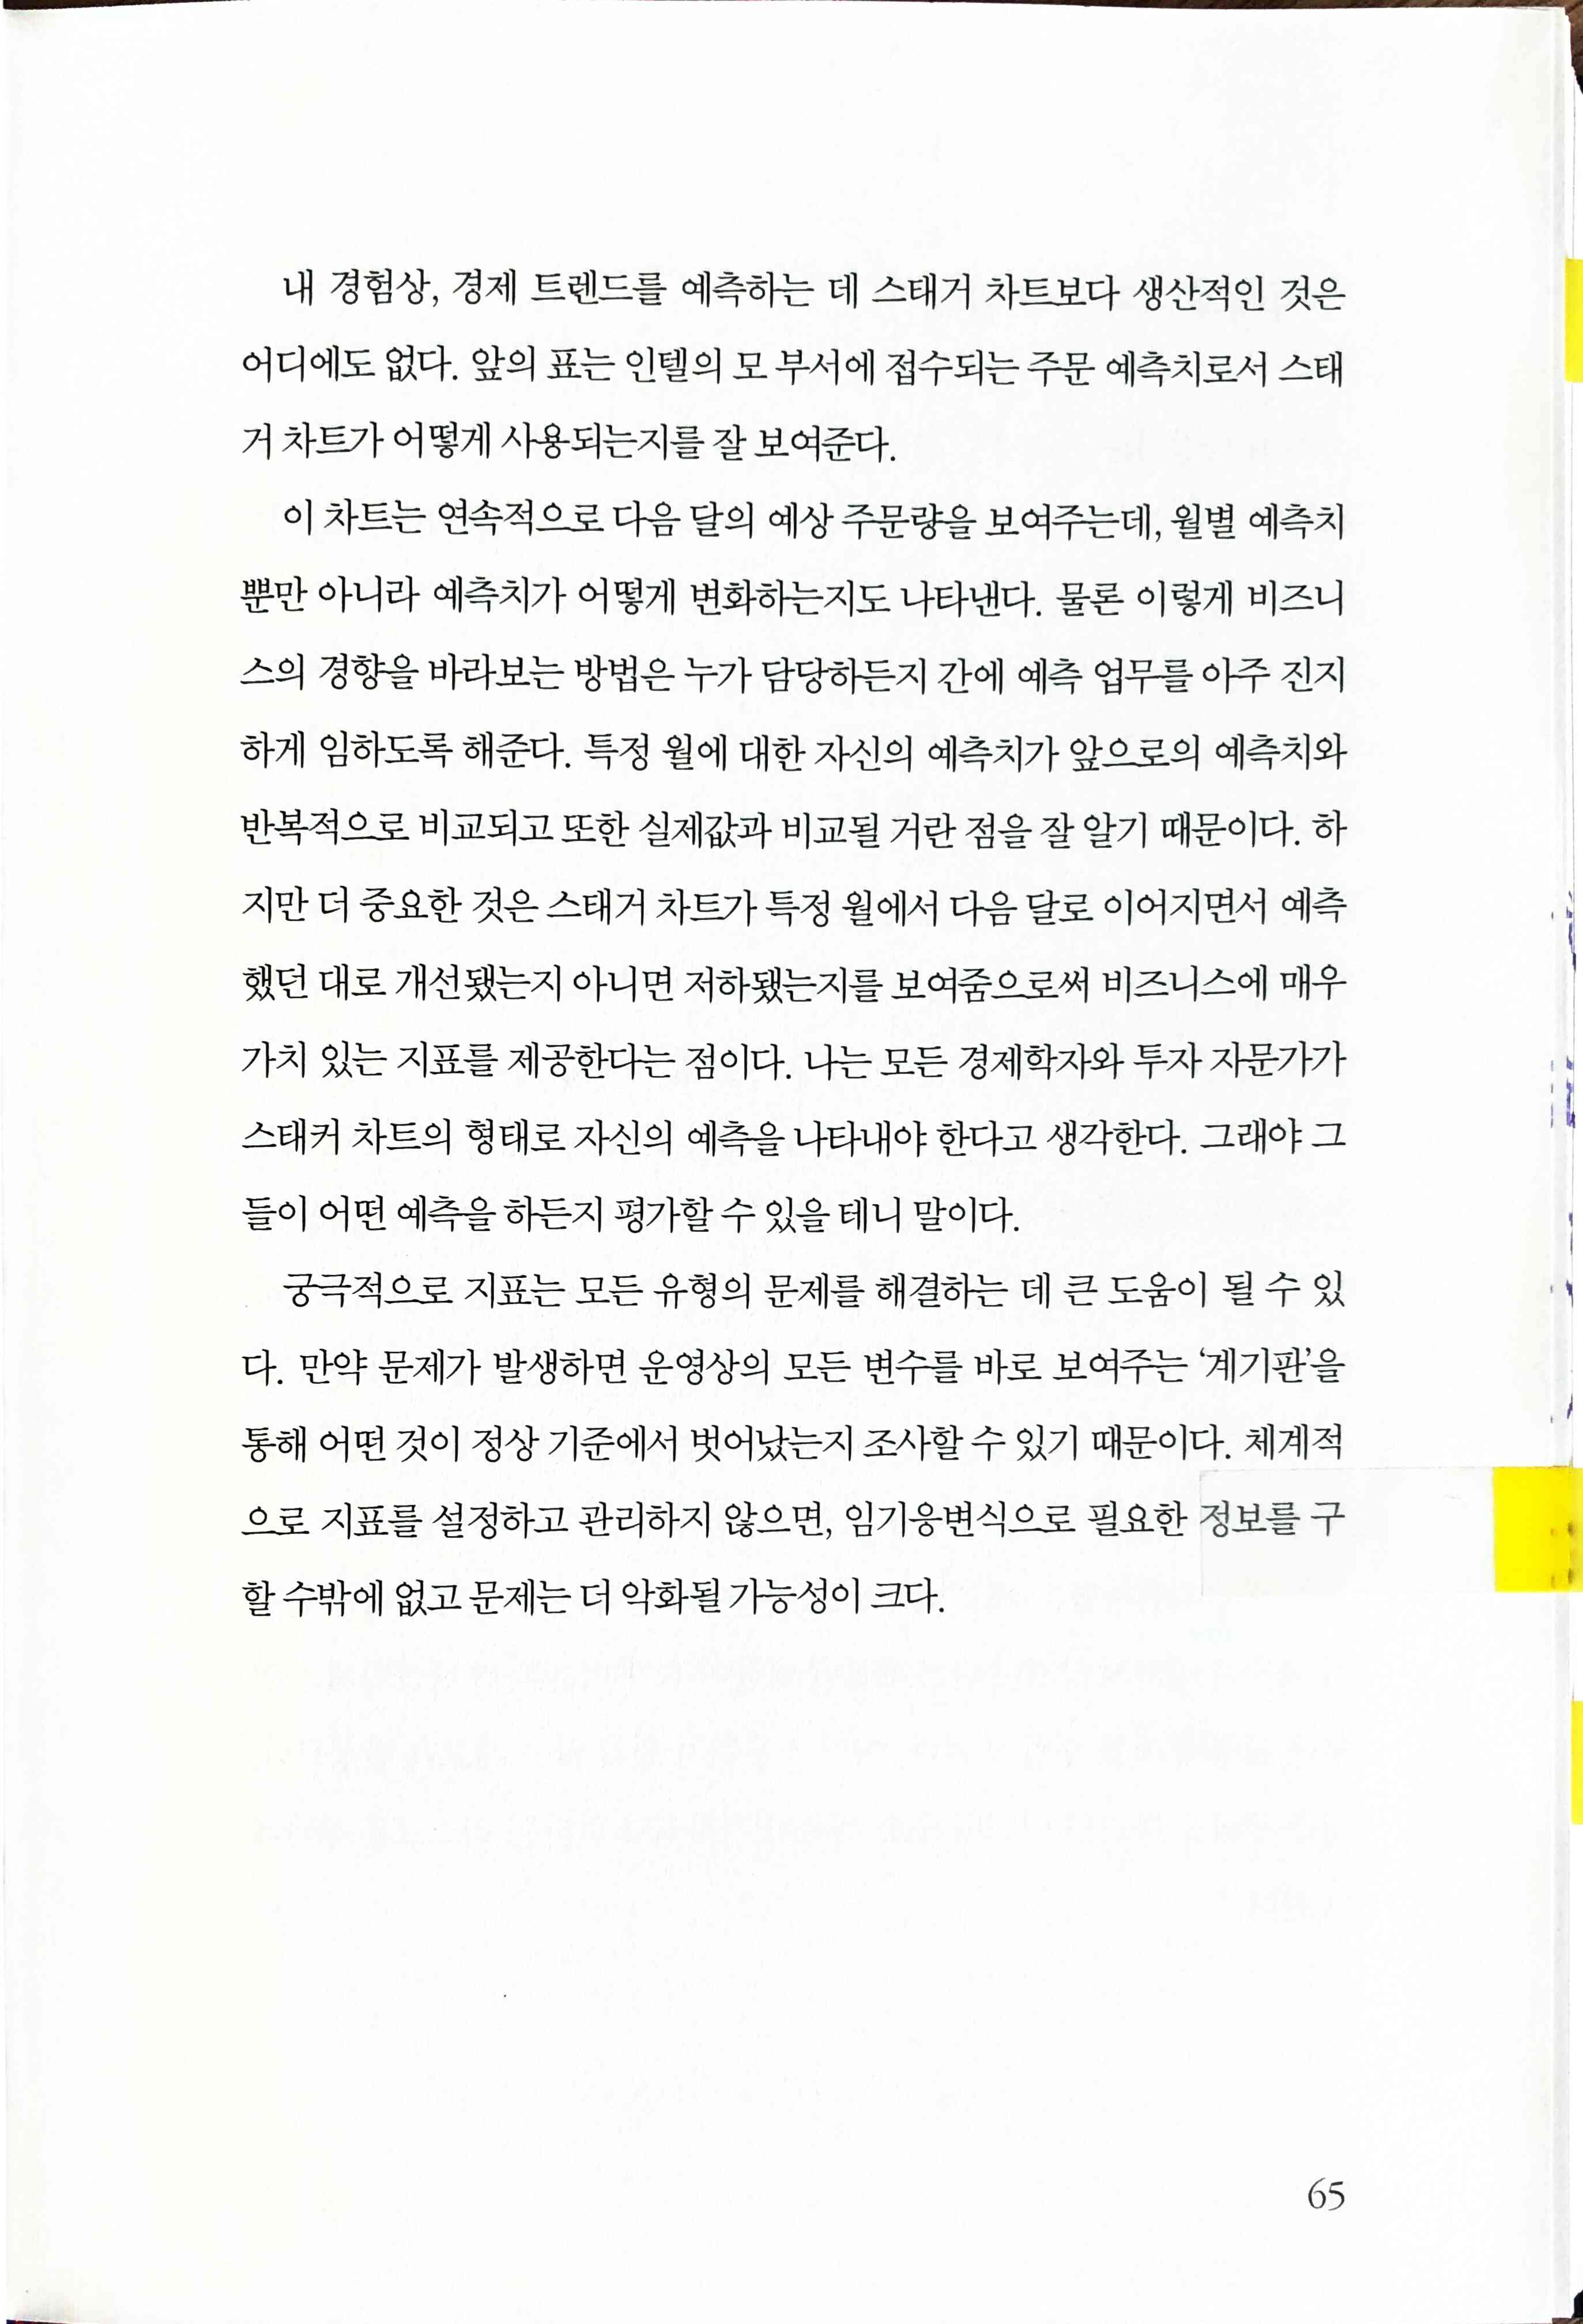 내 경험상, 경제 트렌드를 예측하는 데 스태거 차트보다 생산적인 것은
어디에도 없다. 앞의 표는 인텔의 모 부서에 접수되는 주문 예측치로서 스태
거 차트가 어떻게 사용되는지를 잘 보여준다.
이 차트는 연속적으로 다음 달의 예상 주문량을 보여주는데, 월별 예측치
뿐만 아니라 예측치가 어떻게 변화하는지도 나타낸다. 물론 이렇게 비즈니
스의 경향을 바라보는 방법은 누가 담당하든지 간에 예측 업무를 아주 진지
하게 임하도록 해준다. 특정 월에 대한 자신의 예측치가 앞으로의 예측치와
반복적으로 비교되고 또한 실제값과 비교될 거란 점을 잘 알기 때문이다. 하
지만 더 중요한 것은 스태거 차트가 특정 월에서 다음 달로 이어지면서 예측
했던 대로 개선됐는지 아니면 저하됐는지를 보여줌으로써 비즈니스에 매우
가치 있는 지표를 제공한다는 점이다. 나는 모든 경제학자와 투자 자문가가
스태커 차트의 형태로 자신의 예측을 나타내야 한다고 생각한다. 그래야 그
들이 어떤 예측을 하든지 평가할 수 있을 테니 말이다.
궁극적으로 지표는 모든 유형의 문제를 해결하는 데 큰 도움이 될 수 있
다. 만약 문제가 발생하면 운영상의 모든 변수를 바로 보여주는 ‘계기판’을
통해 어떤 것이 정상 기준에서 벗어났는지 조사할 수 있기 때문이다. 체계적
으로 지표를 설정하고 관리하지 않으면, 임기응변식으로 필요한 정보를 구
할 수밖에 없고 문제는 더 악화될 가능성이 크다.
65